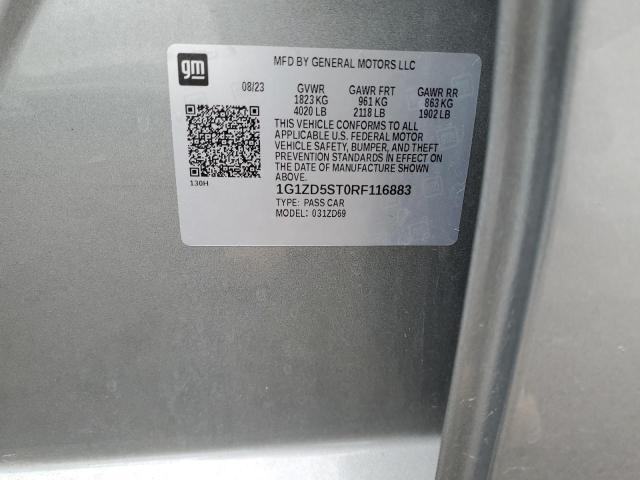 gm
MFD BY GENERAL MOTORS LLC
08/23 GVWR GAWR FRT GAWR RR
1823 KG 961 KG 863 KG
4020 LB 2118 LB 1902 LB
THIS VEHICLE CONFORMS TO ALL
APPLICABLE U.S. FEDERAL MOTOR
VEHICLE SAFETY, BUMPER, AND THEFT
PREVENTION STANDARDS IN EFFECT ON
THE DATE OF MANUFACTURE SHOWN
ABOVE.
130H
1G1ZD5ST0RF116883
TYPE: PASS CAR
MODEL: 031ZD69